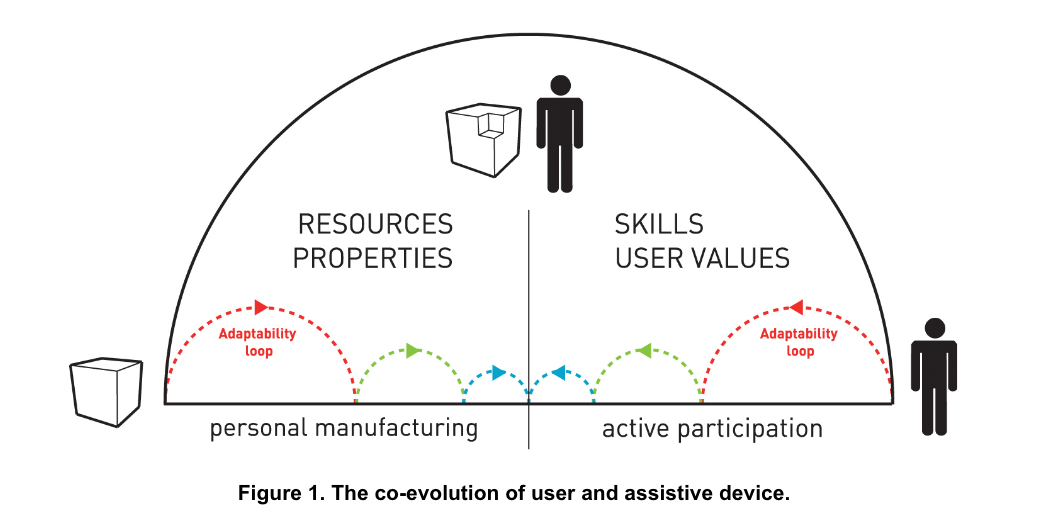 RESOURCES
PROPERTIES
SKILLS
USER VALUES
Adaptability
loop
Adaptability
loop
personal manufacturing
active participation
Figure 1. The co-evolution of user and assistive device.